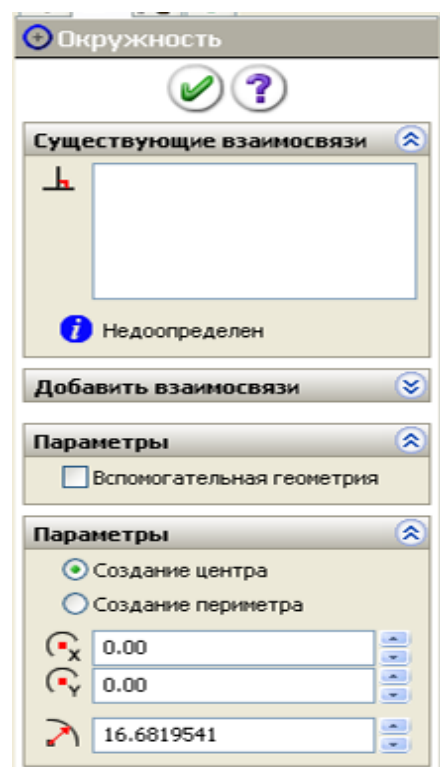 Окружность
Существующие взаимосвязи
Недоопределен
Добавить взаимосвязи
Параметры
Вспомогательная геометрия
Параметры
Создание центра
Создание периметра
X 0.00
Y 0.00
16.6819541